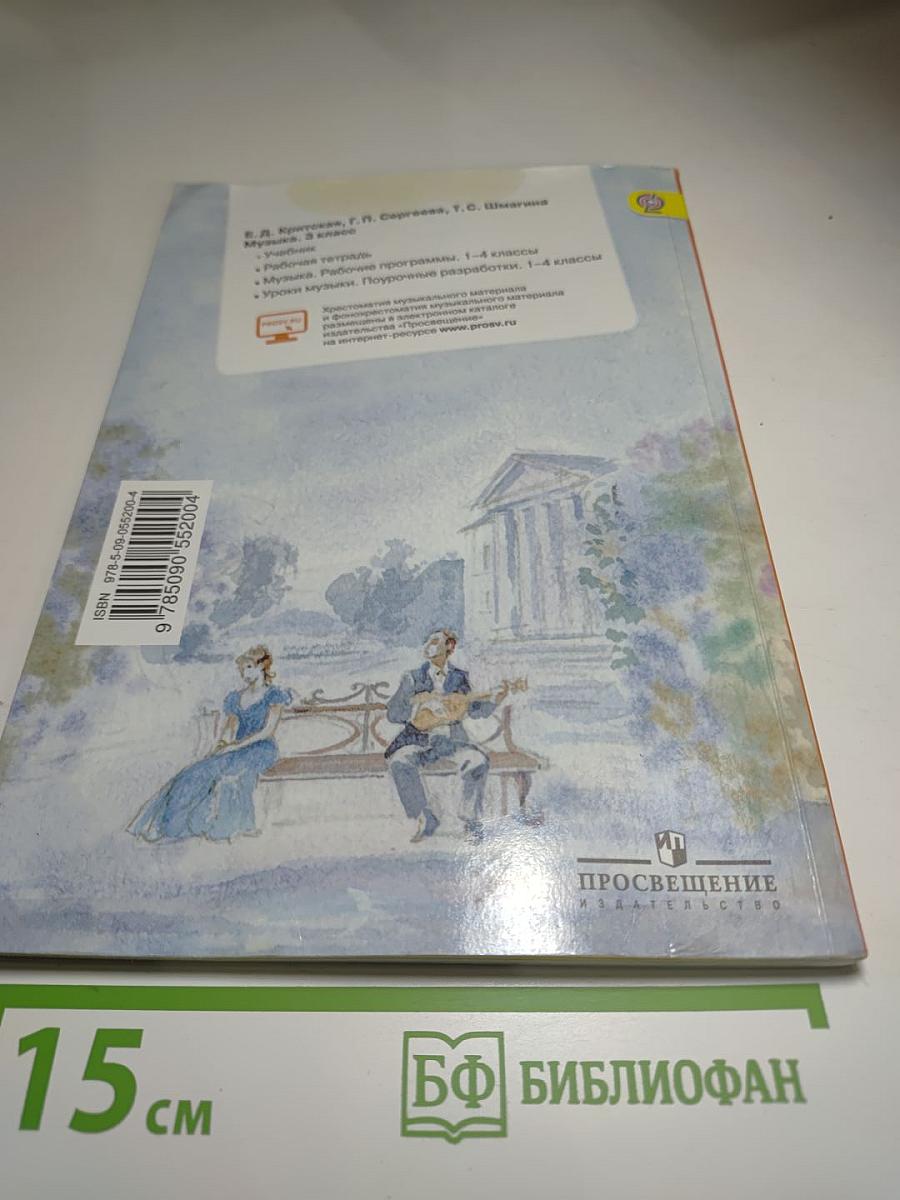 Е. Д. Критская, Г. П. Сергеева, Т. С. Шмагина
Музыка. 3 класс
• Учебник
• Рабочая тетрадь
• Музыка. Рабочие программы. 1–4 классы
• Уроки музыки. Поурочные разработки. 1–4 классы
PROSV.RU
Хрестоматия музыкального материала
и фонохрестоматия музыкального материала
размещены в электронном каталоге
издательства «Просвещение»
на интернет-ресурсе www.prosv.ru
ISBN 978-5-09-055200-4
9 785090 552004
ПРОСВЕЩЕНИЕ
ИЗДАТЕЛЬСТВО
15 см
БФ БИБЛИОФАН